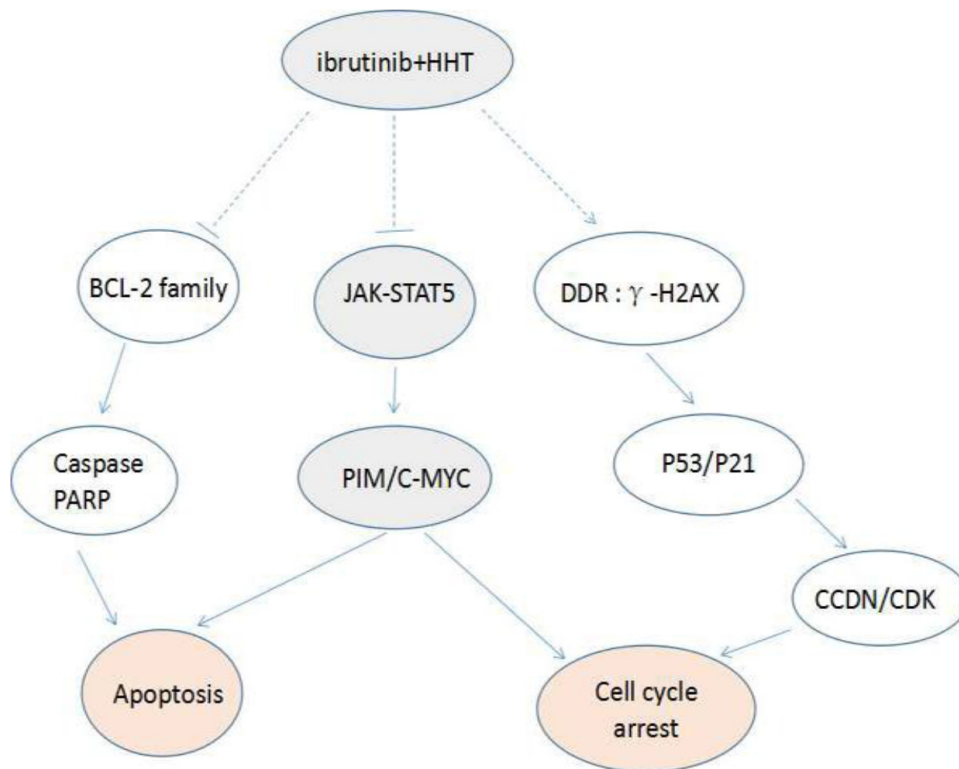 ibrutinib+HHT
BCL-2 family
JAK-STAT5
DDR : γ -H2AX
Caspase
PARP
PIM/C-MYC
P53/P21
CCDN/CDK
Apoptosis
Cell cycle
arrest